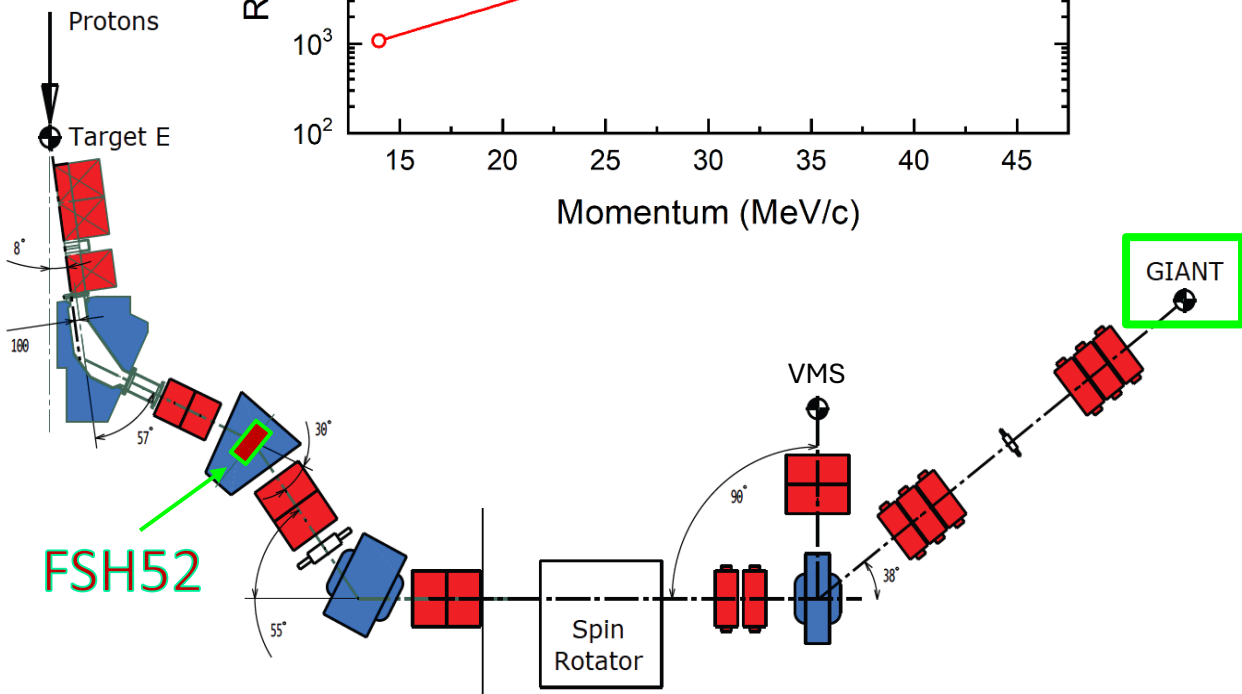 R
Protons
10³
Target E
10²
15 20 25 30 35 40 45
Momentum (MeV/c)
8°
GIANT
100
VMS
57°
30°
90°
FSH52
38°
55°
Spin
Rotator